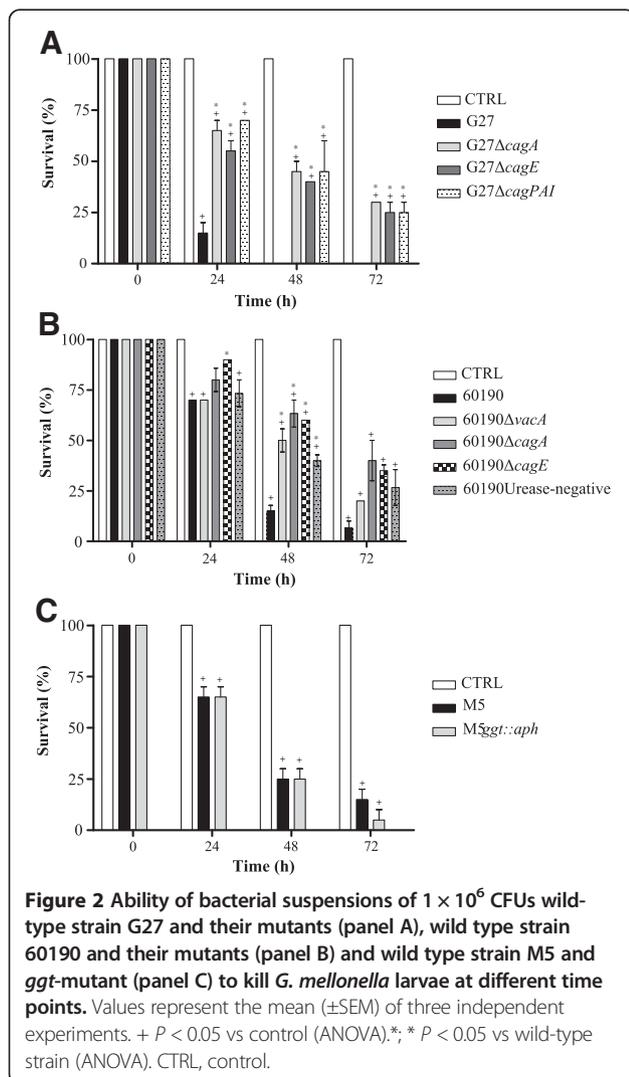 A
Survival (%)
100
75
50
25
0
+
*
+
*
+
*
+
*
+
*
+
*
+
*
+
*
+
*
+
0
24
48
72
Time (h)
CTRL
G27
G27ΔcagA
G27ΔcagE
G27ΔcagPAI
B
Survival (%)
100
75
50
25
0
+ +
+
*
+
+
*
+
*
+
*
+
*
+
+
+
+
+
+
0
24
48
72
Time (h)
CTRL
60190
60190ΔvacA
60190ΔcagA
60190ΔcagE
60190Urease-negative
C
Survival (%)
100
75
50
25
0
+ +
+ +
+
+
0
24
48
72
Time (h)
CTRL
M5
M5ggt::aph
Figure 2 Ability of bacterial suspensions of 1 × 10⁶ CFUs wild-
type strain G27 and their mutants (panel A), wild type strain
60190 and their mutants (panel B) and wild type strain M5 and
ggt-mutant (panel C) to kill G. mellonella larvae at different time
points. Values represent the mean (±SEM) of three independent
experiments. + P < 0.05 vs control (ANOVA).*; * P < 0.05 vs wild-type
strain (ANOVA). CTRL, control.